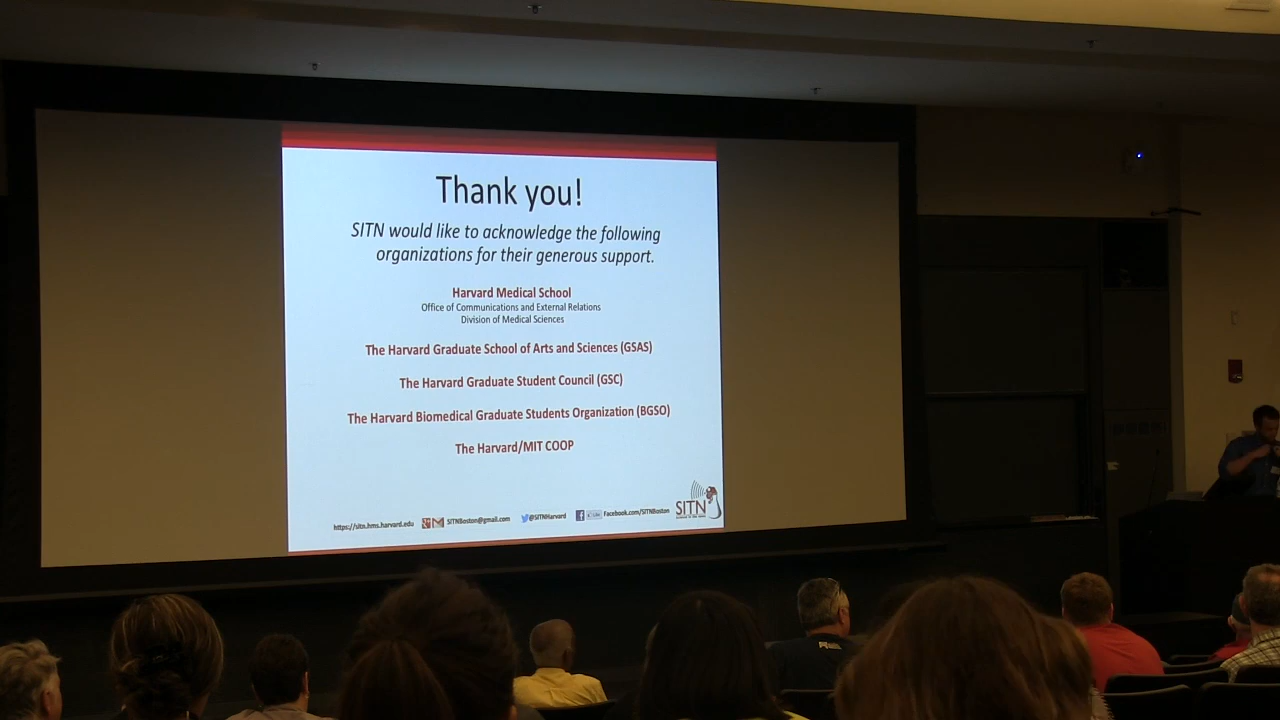 Thank you!
SITN would like to acknowledge the following
organizations for their generous support.
Harvard Medical School
Office of Communications and External Relations
Division of Medical Sciences
The Harvard Graduate School of Arts and Sciences (GSAS)
The Harvard Graduate Student Council (GSC)
The Harvard Biomedical Graduate Students Organization (BGSO)
The Harvard/MIT COOP
https://sitn.hms.harvard.edu SITNBoston@gmail.com @SITNHarvard Facebook.com/SITNBoston
SITN